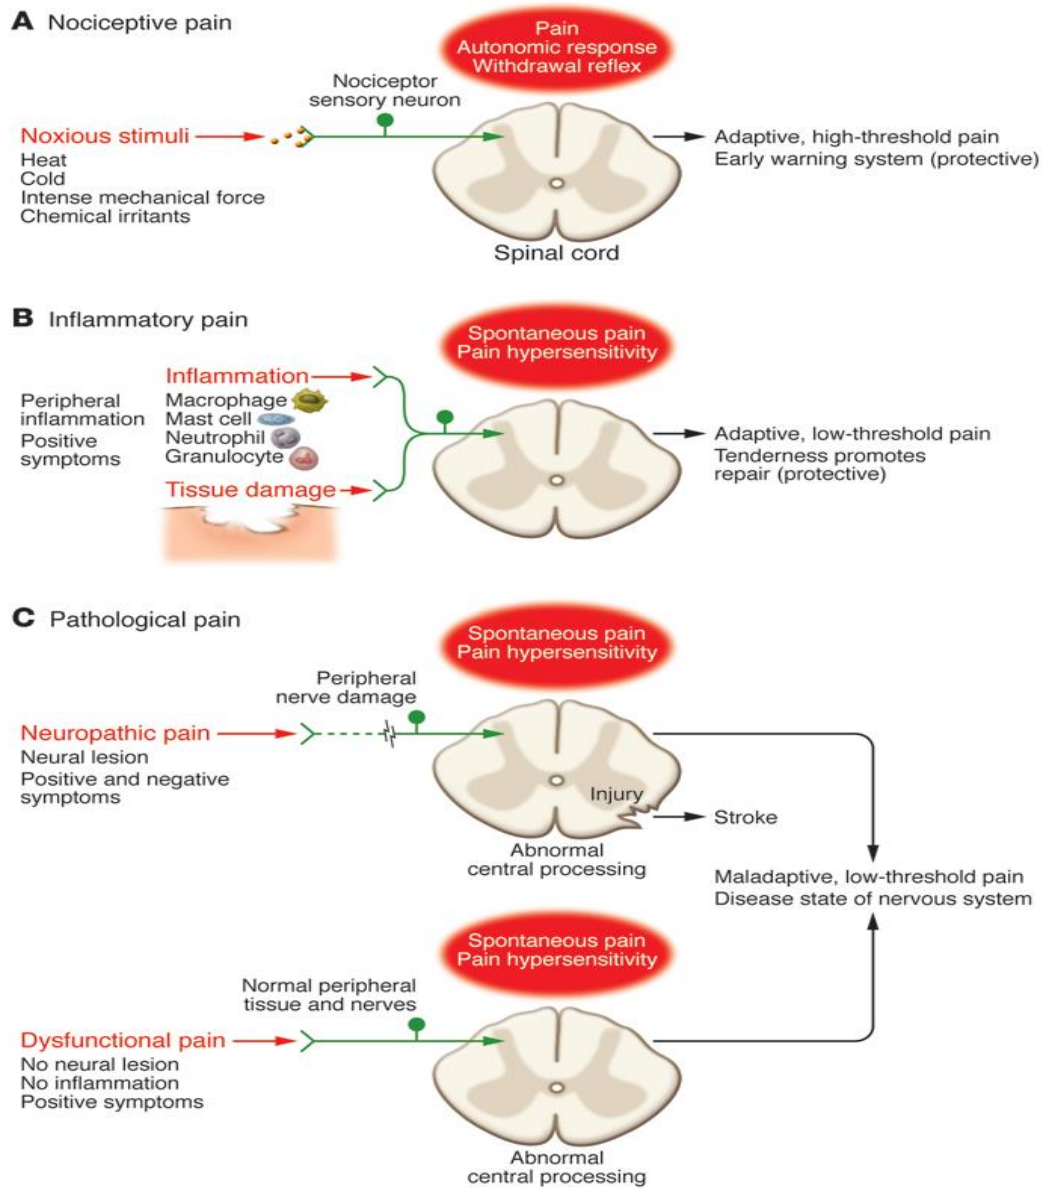 A Nociceptive pain
Pain
Autonomic response
Withdrawal reflex
Nociceptor
sensory neuron
Noxious stimuli
Heat
Cold
Intense mechanical force
Chemical irritants
Adaptive, high-threshold pain
Early warning system (protective)
Spinal cord
B Inflammatory pain
Spontaneous pain
Pain hypersensitivity
Peripheral
inflammation
Positive
symptoms
Inflammation
Macrophage
Mast cell
Neutrophil
Granulocyte
Tissue damage
Adaptive, low-threshold pain
Tenderness promotes
repair (protective)
C Pathological pain
Spontaneous pain
Pain hypersensitivity
Peripheral
nerve damage
Neuropathic pain
Neural lesion
Positive and negative
symptoms
Injury
Stroke
Abnormal
central processing
Maladaptive, low-threshold pain
Disease state of nervous system
Spontaneous pain
Pain hypersensitivity
Normal peripheral
tissue and nerves
Dysfunctional pain
No neural lesion
No inflammation
Positive symptoms
Abnormal
central processing